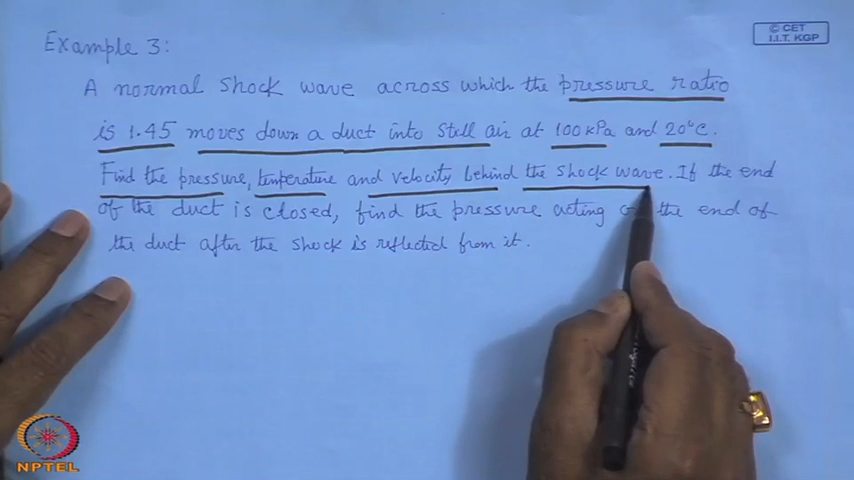 Example 3:
© CET
I.I.T. KGP
A normal shock wave across which the pressure ratio
is 1.45 moves down a duct into still air at 100 kPa and 20°C.
Find the pressure, temperature and velocity behind the shock wave. If the end
of the duct is closed, find the pressure acting the end of
the duct after the shock is reflected from it.
NPTEL